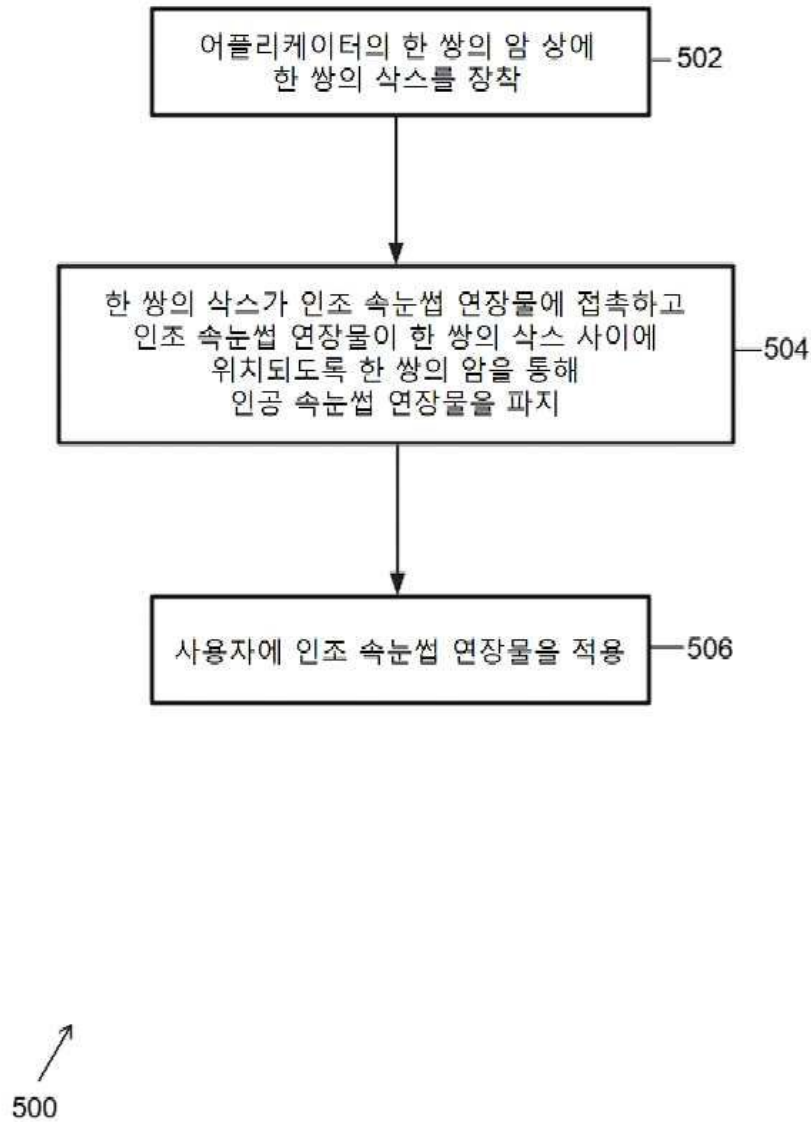 어플리케이터의 한 쌍의 암 상에
한 쌍의 삭스를 장착
502
한 쌍의 삭스가 인조 속눈썹 연장물에 접촉하고
인조 속눈썹 연장물이 한 쌍의 삭스 사이에
위치되도록 한 쌍의 암을 통해
인공 속눈썹 연장물을 파지
504
사용자에 인조 속눈썹 연장물을 적용
506
500